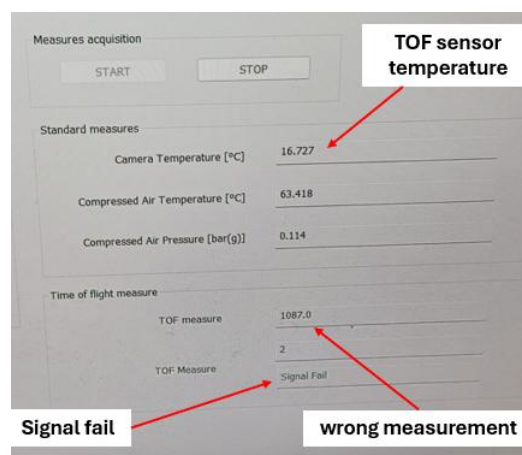 Measures acquisition
TOF sensor
temperature
START
STOP
Standard measures
Camera Temperature [ºC]
16.727
Compressed Air Temperature [ºC]
63.418
Compressed Air Pressure [bar(g)]
0.114
Time of flight measure
TOF measure
1087.0
2
TOF Measure
Signal Fail
Signal fail
wrong measurement